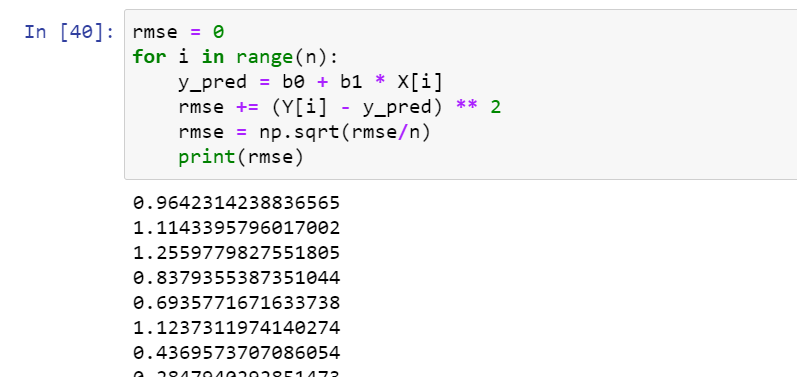 In [40]: rmse = 0
for i in range(n):
    y_pred = b0 + b1 * X[i]
    rmse += (Y[i] - y_pred) ** 2
    rmse = np.sqrt(rmse/n)
    print(rmse)
0.9642314238836565
1.1143395796017002
1.2559779827551805
0.8379355387351044
0.6935771671633738
1.1237311974140274
0.4369573707086054